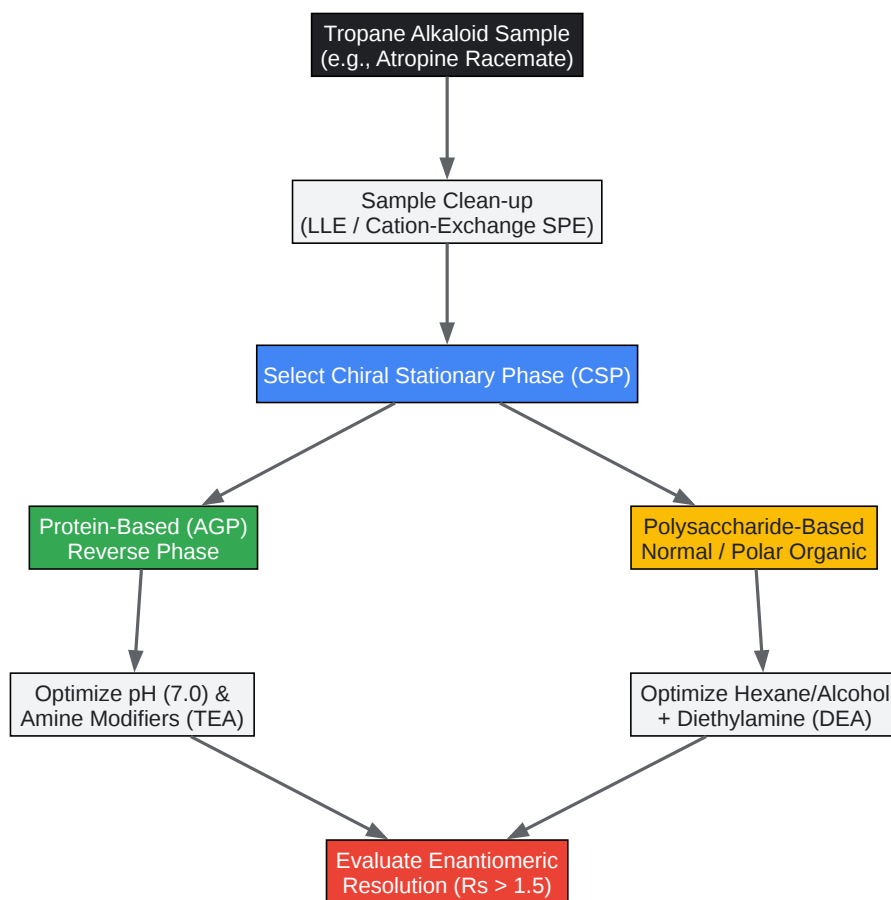 Tropane Alkaloid Sample
(e.g., Atropine Racemate)
Sample Clean-up
(LLE / Cation-Exchange SPE)
Select Chiral Stationary Phase (CSP)
Protein-Based (AGP)
Reverse Phase
Polysaccharide-Based
Normal / Polar Organic
Optimize pH (7.0) &
Amine Modifiers (TEA)
Optimize Hexane/Alcohol
+ Diethylamine (DEA)
Evaluate Enantiomeric
Resolution (Rs > 1.5)